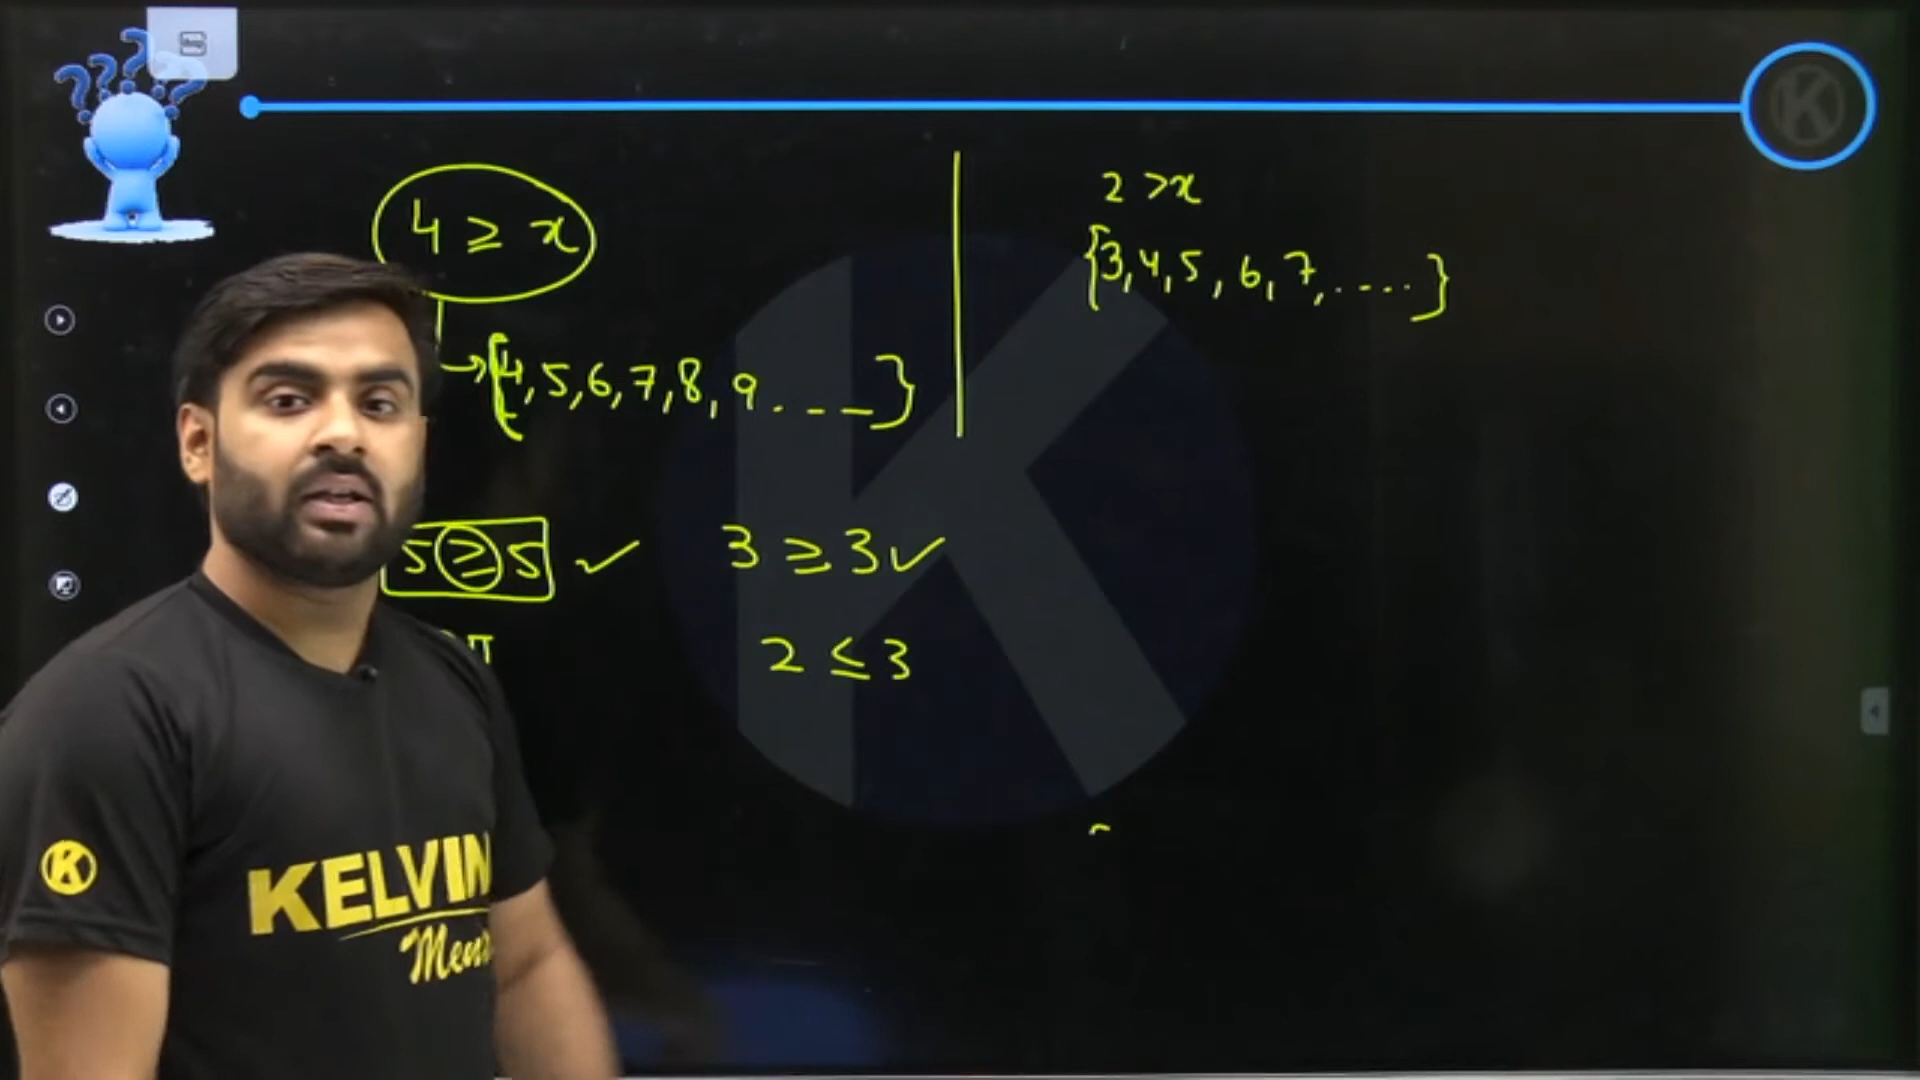 4 ≥ x
{4, 5, 6, 7, 8, 9 . - - - }
2 > x
{3, 4, 5, 6, 7, . - - - . }
5 ≥ 5 ✓
3 ≥ 3 ✓
2 ≤ 3
K
KELVIN
K